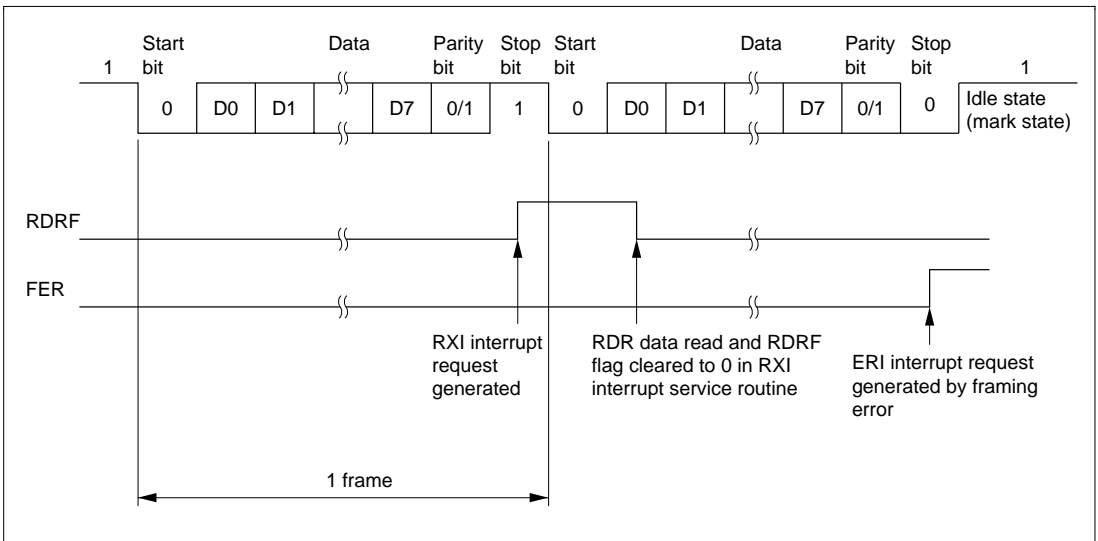 Start bit
Data
Parity bit
Stop bit
Start bit
Data
Parity bit
Stop bit
1
1
0
D0
D1
D7
0/1
1
0
D0
D1
D7
0/1
0
Idle state
(mark state)
RDRF
FER
RXI interrupt
request
generated
RDR data read and RDRF
flag cleared to 0 in RXI
interrupt service routine
ERI interrupt request
generated by framing
error
1 frame